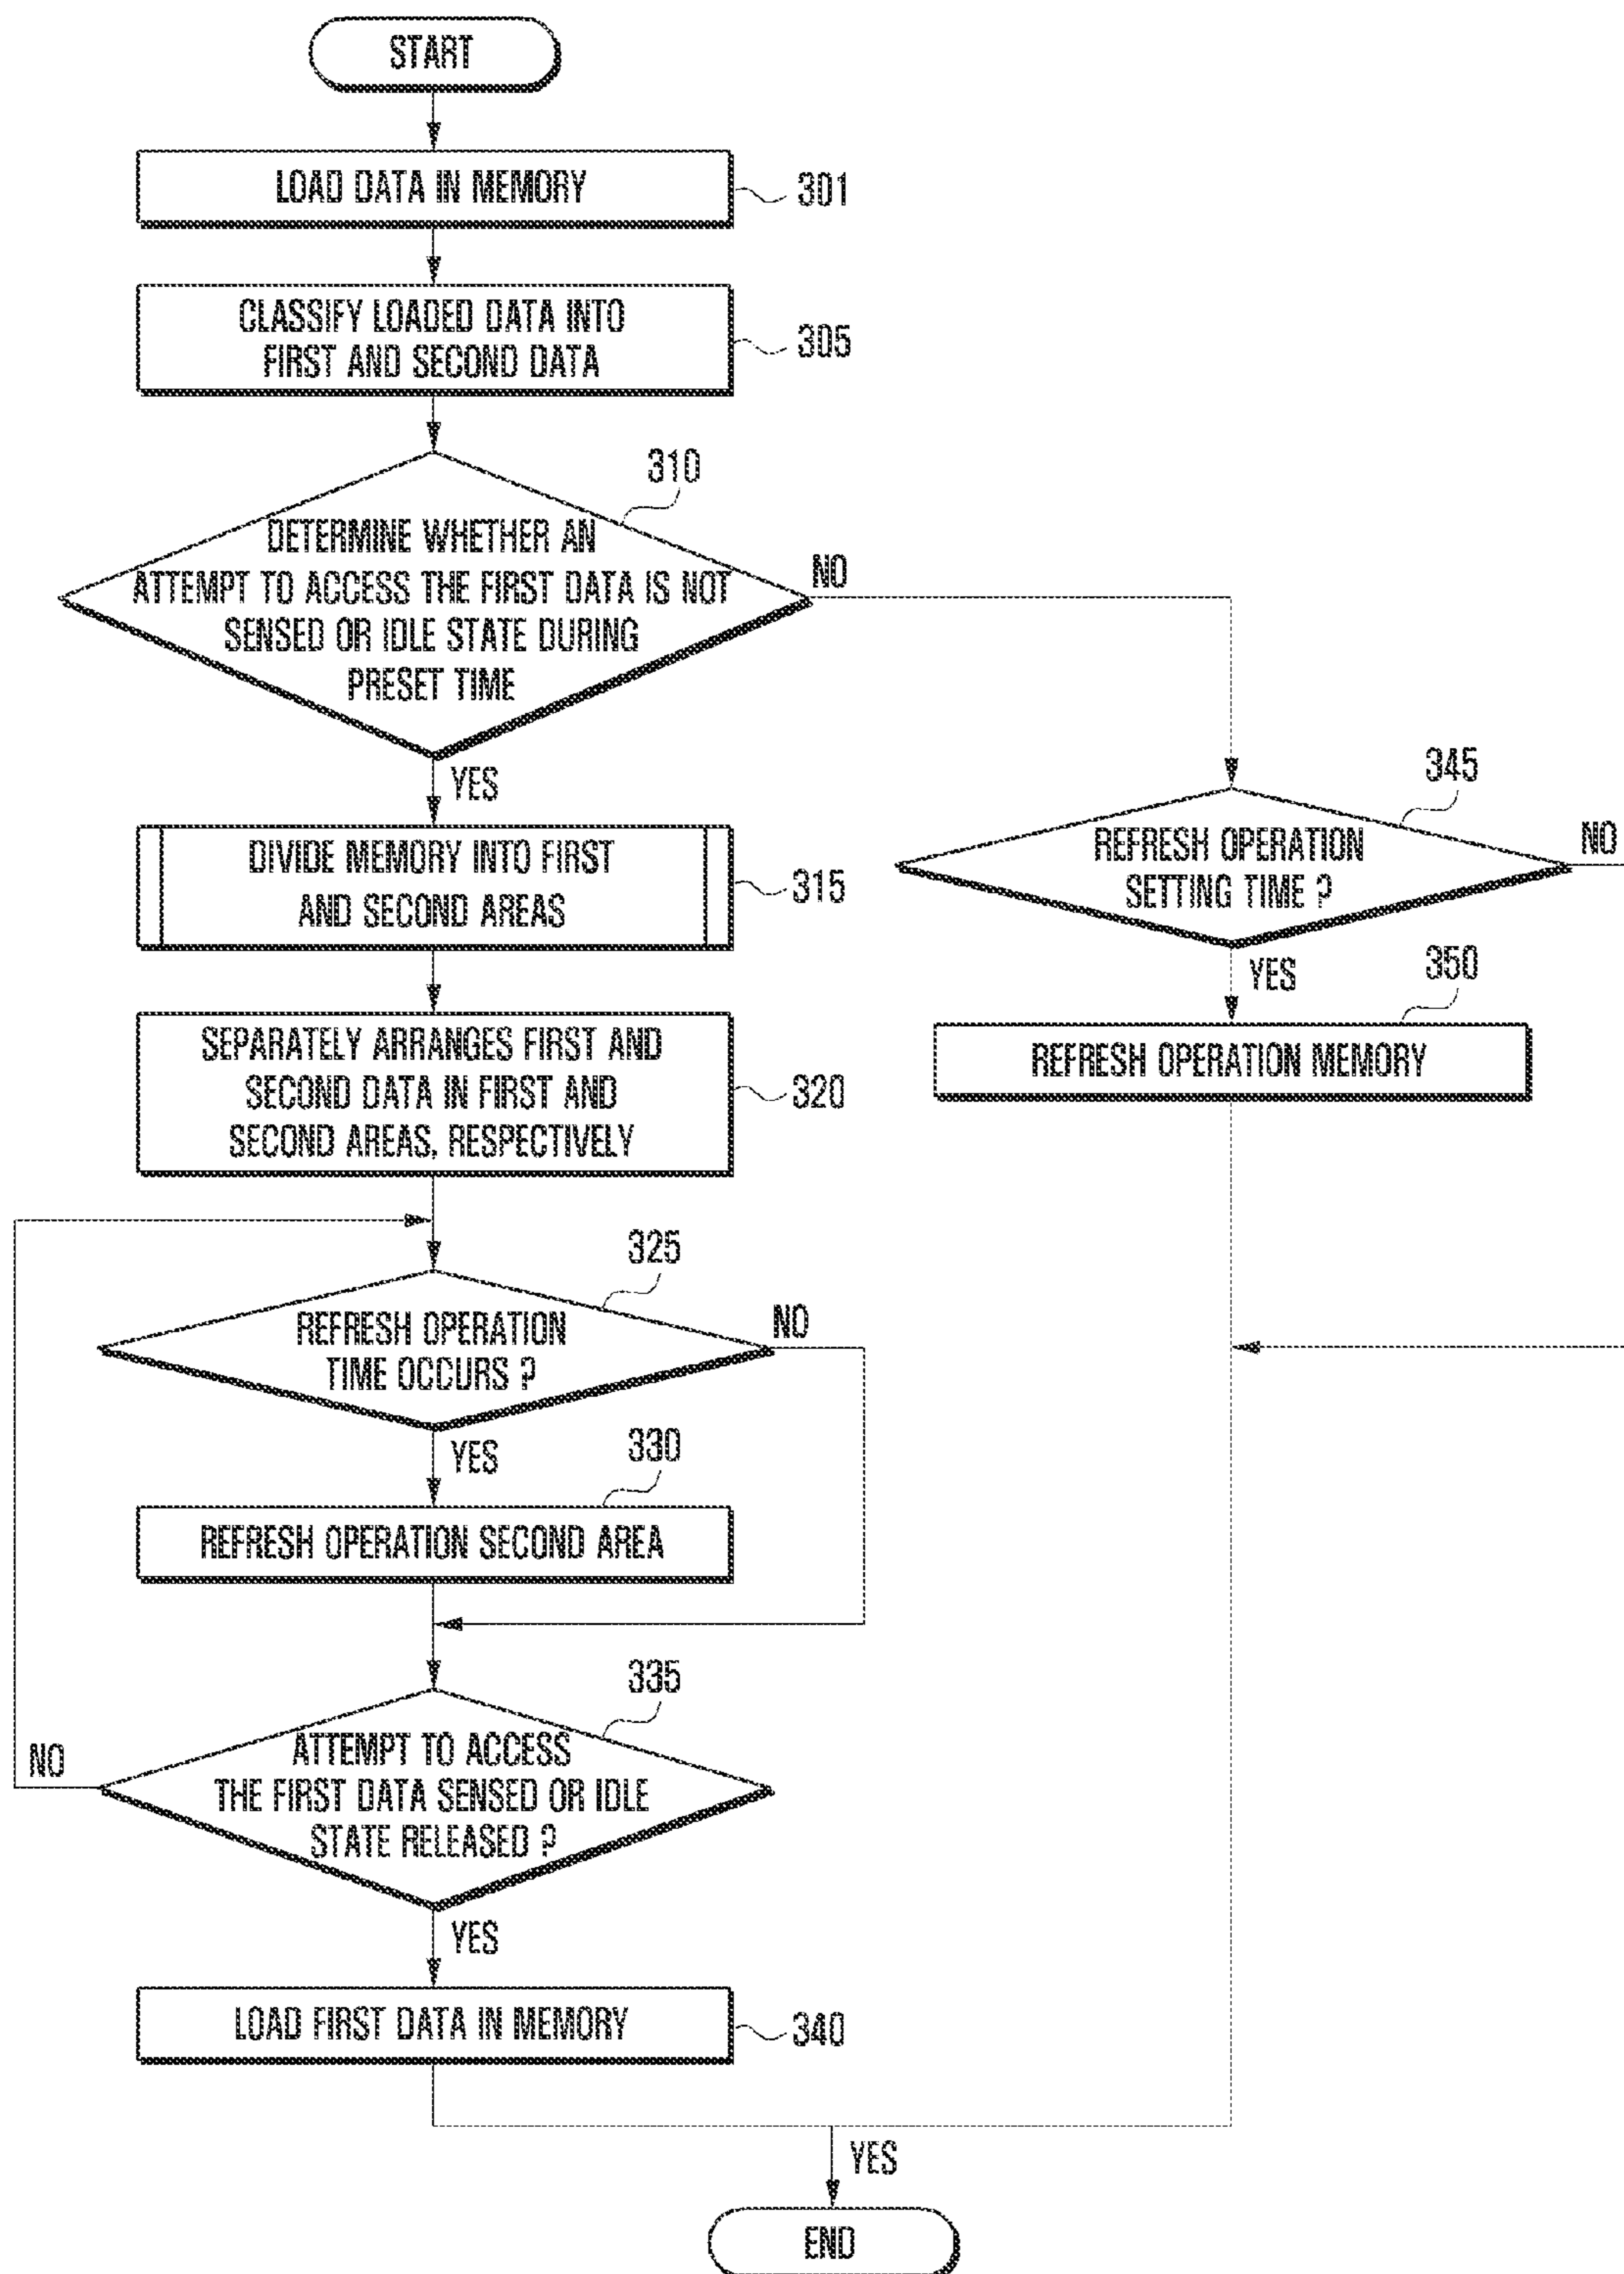 START
LOAD DATA IN MEMORY
301
CLASSIFY LOADED DATA INTO
FIRST AND SECOND DATA
305
310
DETERMINE WHETHER AN
ATTEMPT TO ACCESS THE FIRST DATA IS NOT
SENSED OR IDLE STATE DURING
PRESET TIME
NO
YES
DIVIDE MEMORY INTO FIRST
AND SECOND AREAS
315
345
REFRESH OPERATION
SETTING TIME ?
NO
YES
350
REFRESH OPERATION MEMORY
SEPARATELY ARRANGES FIRST AND
SECOND DATA IN FIRST AND
SECOND AREAS, RESPECTIVELY
320
325
REFRESH OPERATION
TIME OCCURS ?
NO
YES
330
REFRESH OPERATION SECOND AREA
335
ATTEMPT TO ACCESS
THE FIRST DATA SENSED OR IDLE
STATE RELEASED ?
NO
YES
LOAD FIRST DATA IN MEMORY
340
YES
END